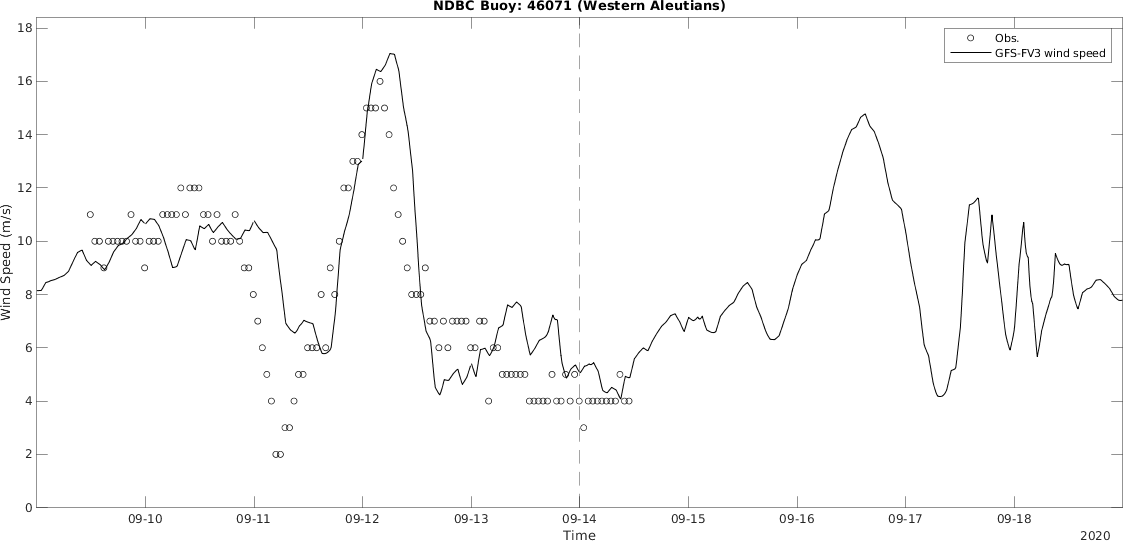 NDBC Buoy: 46071 (Western Aleutians)
18
16
14
12
10
8
6
4
2
0
Wind Speed (m/s)
Obs.
GFS-FV3 wind speed
09-10 09-11 09-12 09-13 09-14 09-15 09-16 09-17 09-18
Time
2020